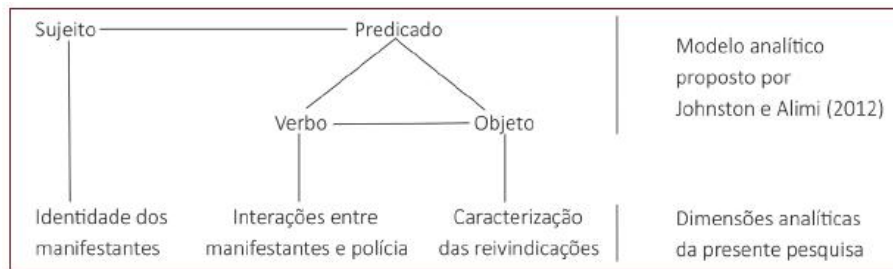 Sujeito
Predicado
Modelo analítico
proposto por
Johnston e Alimi (2012)
Verbo
Objeto
Identidade dos
manifestantes
Interações entre
manifestantes e polícia
Caracterização
das reivindicações
Dimensões analíticas
da presente pesquisa